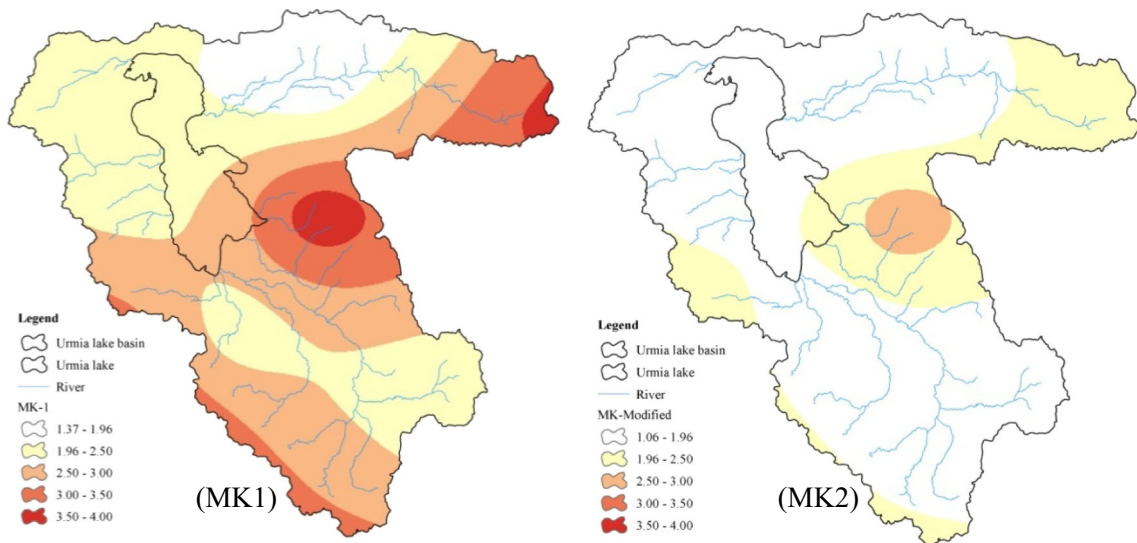 Legend
Urmia lake basin
Urmia lake
River
MK-1
1.37 - 1.96
1.96 - 2.50
2.50 - 3.00
3.00 - 3.50
3.50 - 4.00
(MK1)
Legend
Urmia lake basin
Urmia lake
River
MK-Modified
1.06 - 1.96
1.96 - 2.50
2.50 - 3.00
3.00 - 3.50
3.50 - 4.00
(MK2)